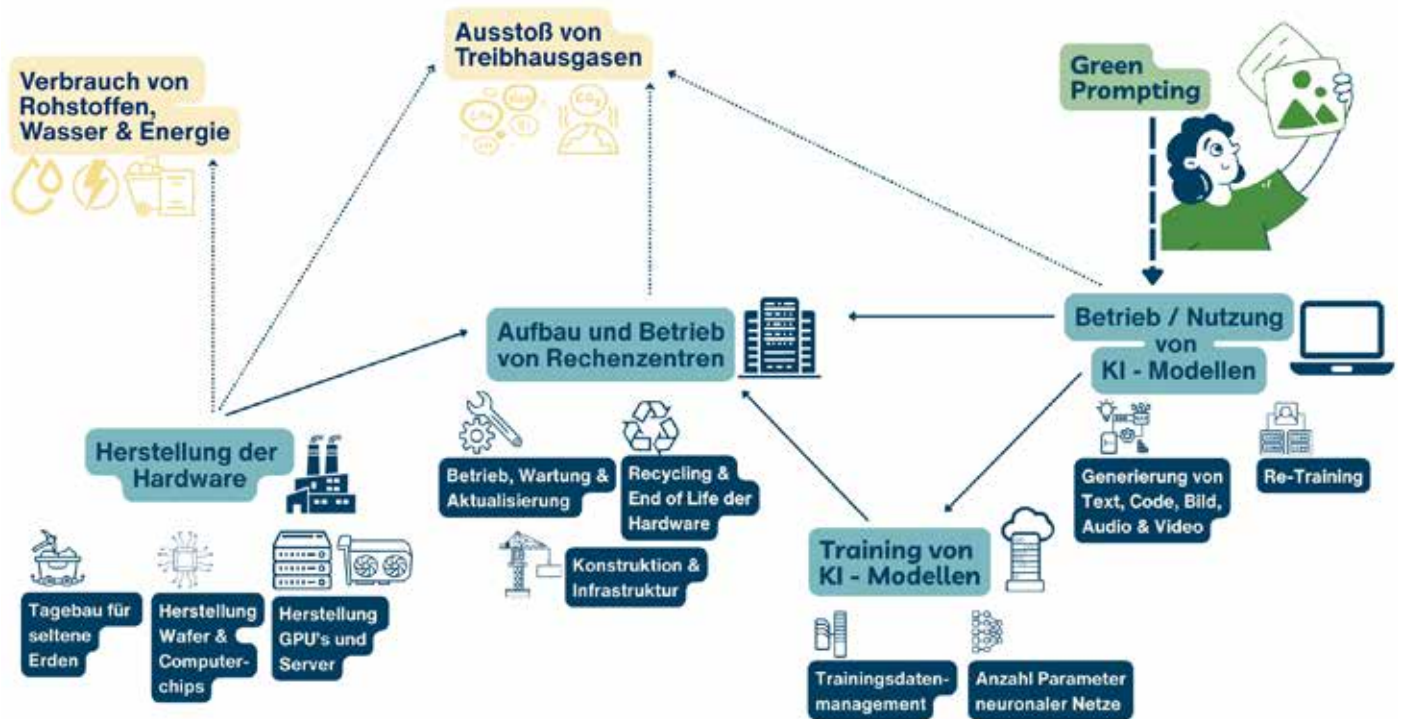 Ausstoß von
Treibhausgasen
Verbrauch von
Rohstoffen,
Wasser & Energie
CO₂
Green
Prompting
Aufbau und Betrieb
von Rechenzentren
Betrieb / Nutzung
von
KI - Modellen
Herstellung der
Hardware
Betrieb, Wartung &
Aktualisierung
Recycling &
End of Life der
Hardware
Konstruktion &
Infrastruktur
Generierung von
Text, Code, Bild,
Audio & Video
Re-Training
Training von
KI - Modellen
Tagebau für
seltene
Erden
Herstellung
Wafer &
Computer-
chips
Herstellung
GPU's und
Server
Trainingsdaten-
management
Anzahl Parameter
neuronaler Netze